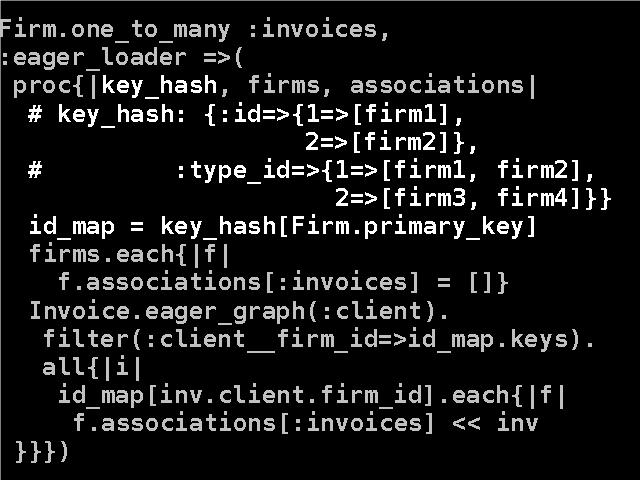 Firm.one_to_many :invoices,
:eager_loader =>(
proc{|key_hash, firms, associations|
# key_hash: {:id=>{1=>[firm1],
2=>[firm2]},
# :type_id=>{1=>[firm1, firm2],
2=>[firm3, firm4]}}
id_map = key_hash[Firm.primary_key]
firms.each{|f|
f.associations[:invoices] = []}
Invoice.eager_graph(:client).
filter(:client__firm_id=>id_map.keys).
all{|i|
id_map[inv.client.firm_id].each{|f|
f.associations[:invoices] << inv
}}})